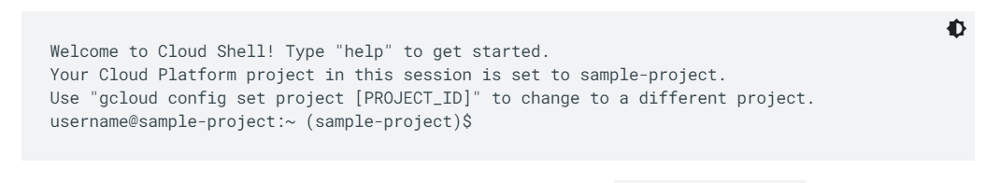 Welcome to Cloud Shell! Type "help" to get started.
Your Cloud Platform project in this session is set to sample-project.
Use "gcloud config set project [PROJECT_ID]" to change to a different project.
username@sample-project:~ (sample-project)$